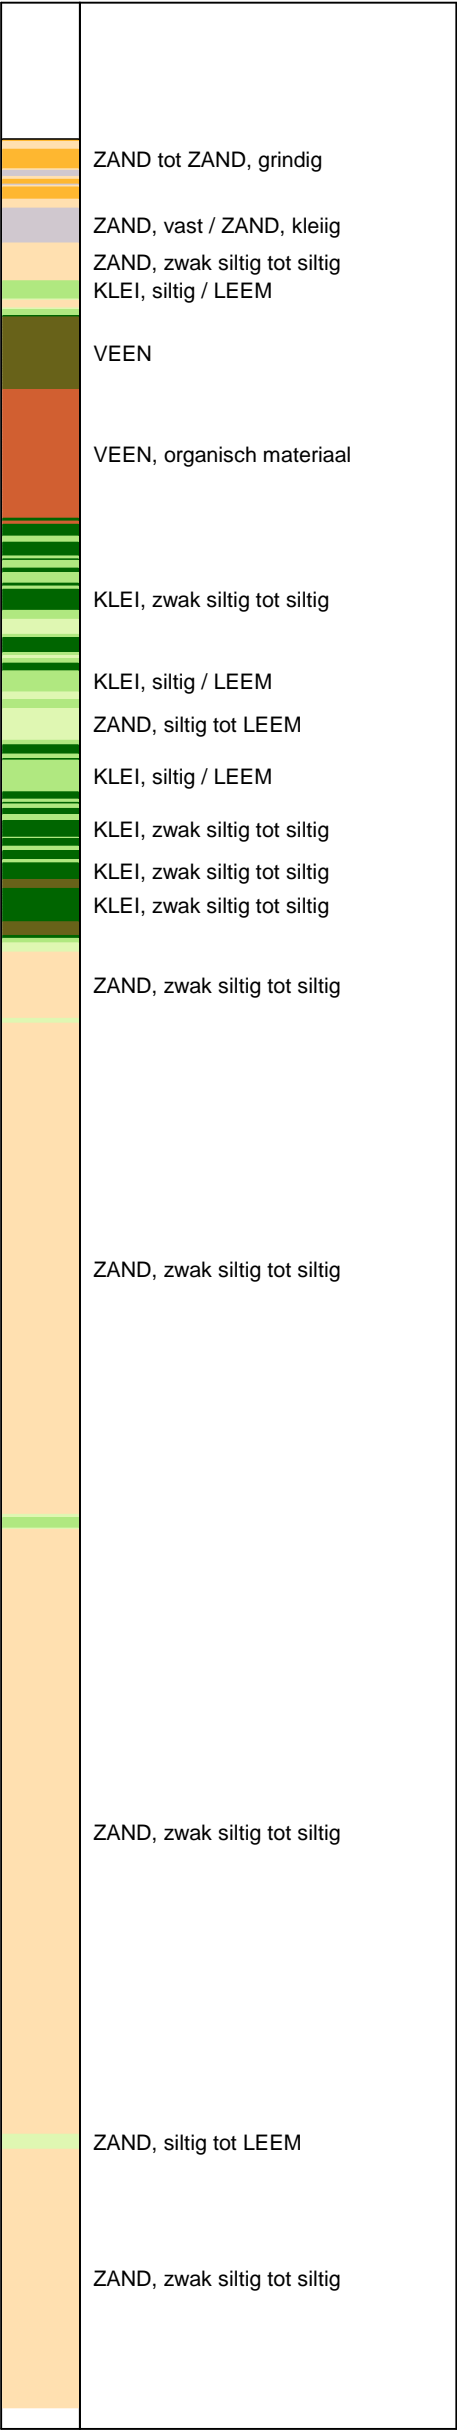 ZAND tot ZAND, grindig
ZAND, vast / ZAND, kleiig
ZAND, zwak siltig tot siltig
KLEI, siltig / LEEM
VEEN
VEEN, organisch materiaal
KLEI, zwak siltig tot siltig
KLEI, siltig / LEEM
ZAND, siltig tot LEEM
KLEI, siltig / LEEM
KLEI, zwak siltig tot siltig
KLEI, zwak siltig tot siltig
KLEI, zwak siltig tot siltig
ZAND, zwak siltig tot siltig
ZAND, zwak siltig tot siltig
ZAND, zwak siltig tot siltig
ZAND, siltig tot LEEM
ZAND, zwak siltig tot siltig